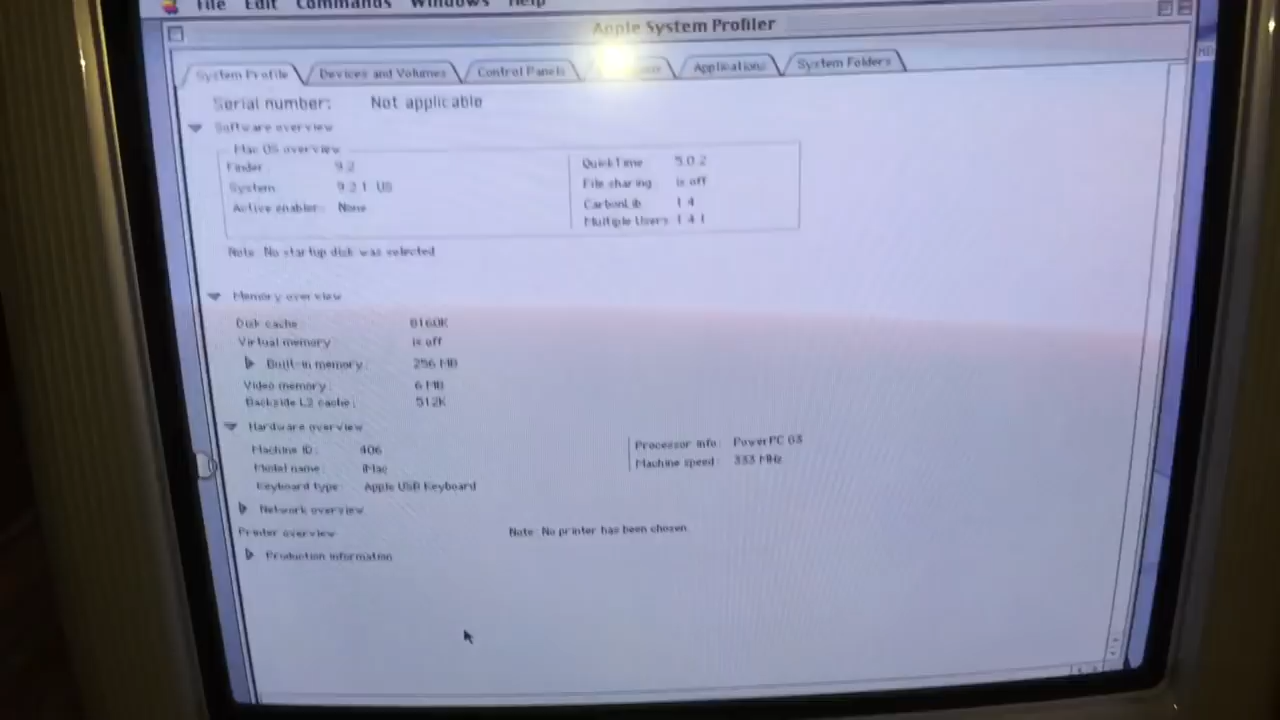 File Edit Commands Windows Help
Apple System Profiler
System Profile Devices and Volumes Control Panels Applications System Folders
Serial number: Not applicable
Software overview
Mac OS overview
Finder 9.2
System 9.2.1 US
Active enabler: None
QuickTime 5.0.2
File sharing is off
CarbonLib 1.4
Multiple Users 1.4.1
Note: No startup disk was selected
Memory overview
Disk cache: 8160K
Virtual memory is off
Built-in memory: 256 MB
Video memory: 6 MB
Backside L2 cache: 512K
Hardware overview
Machine ID: 406
Model name: iMac
Keyboard type: Apple USB Keyboard
Processor info: PowerPC G3
Machine speed: 333 MHz
Network overview
Printer overview Note: No printer has been chosen.
Production information